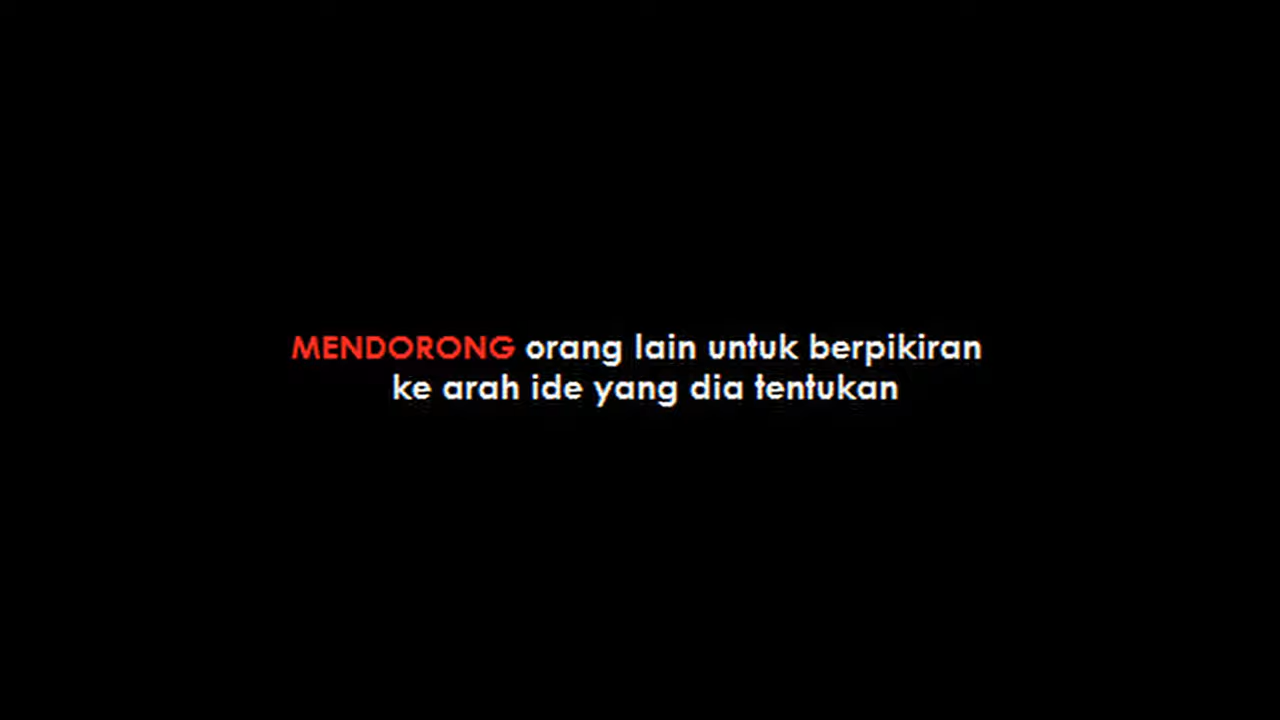 MENDORONG orang lain untuk berpikiran
ke arah ide yang dia tentukan